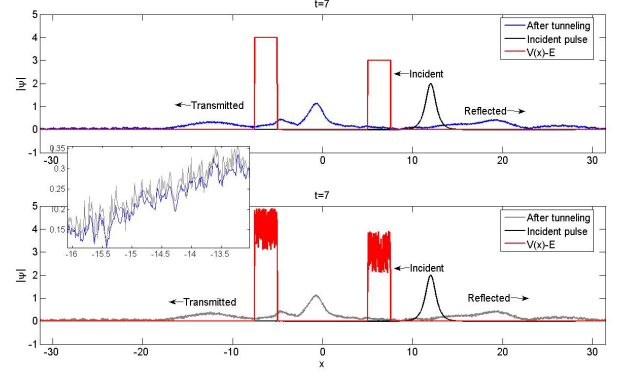 t=7
5
4
3
2
1
0
-1
|ψ|
After tunneling
Incident pulse
V(x)-E
Incident
Transmitted
Reflected
-30 -20 -10 0 10 20 30
0.35
0.3
0.25
0.2
0.15
-16 -15.5 -15 -14.5 -14 -13.5
t=7
5
4
3
2
1
0
-1
|ψ|
After tunneling
Incident pulse
V(x)-E
Incident
Transmitted
Reflected
-30 -20 -10 0 10 20 30
x